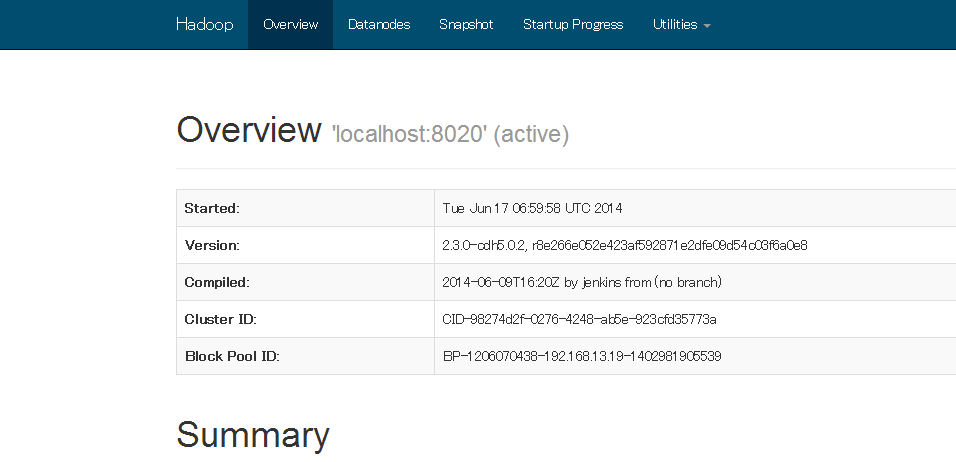 Hadoop Overview Datanodes Snapshot Startup Progress Utilities
Overview 'localhost:8020' (active)
Started: Tue Jun 17 06:59:58 UTC 2014
Version: 2.3.0-cdh5.0.2, r8e266e052e423af592871e2dfe09d54c03f6a0e8
Compiled: 2014-06-09T16:20Z by jenkins from (no branch)
Cluster ID: CID-98274d2f-0276-4248-ab5e-923cfd35773a
Block Pool ID: BP-1206070438-192.168.13.19-1402981905539
Summary